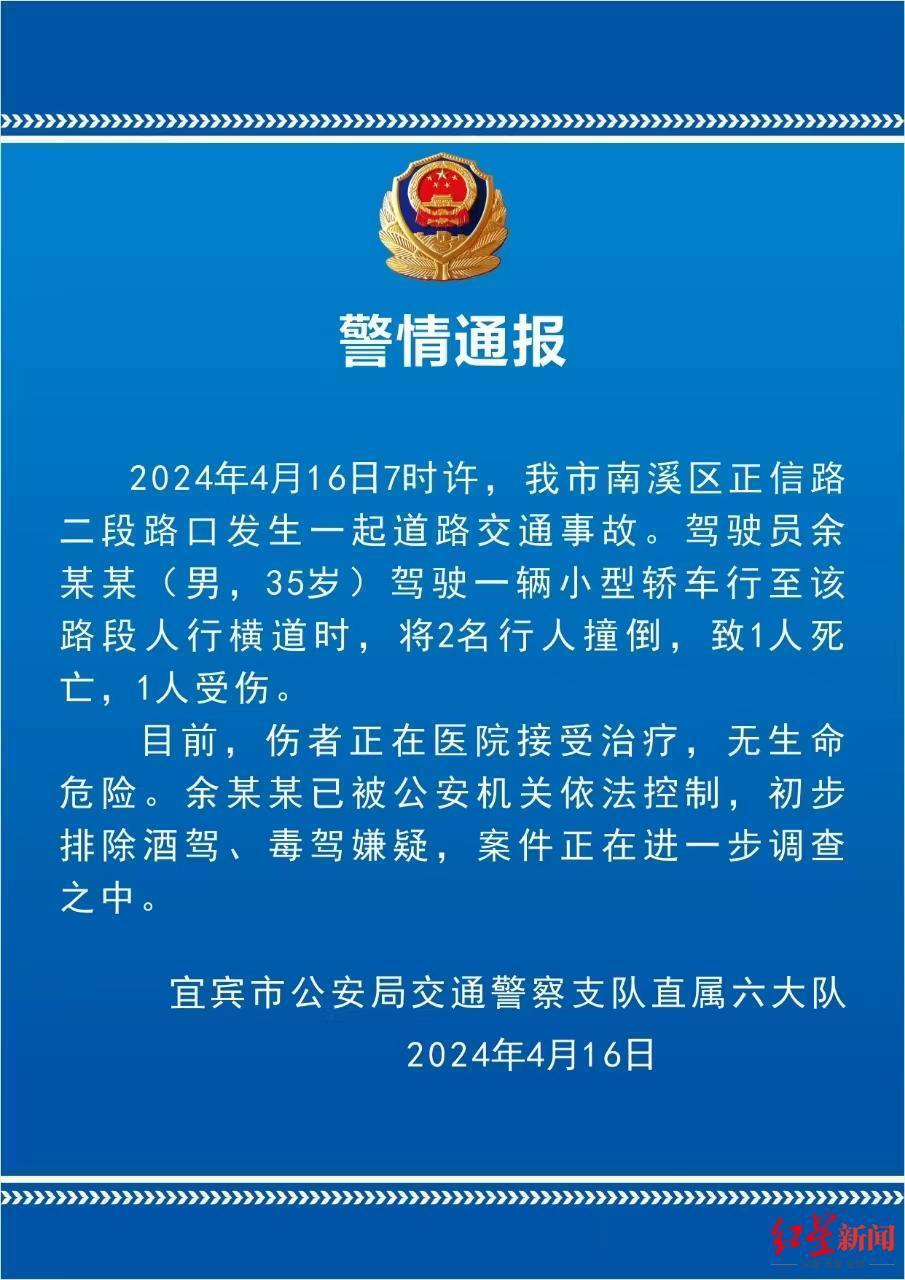 警情通报
2024年4月16日7时许，我市南溪区正信路
二段路口发生一起道路交通事故。驾驶员余
某某（男，35岁）驾驶一辆小型轿车行至该
路段人行横道时，将2名行人撞倒，致1人死
亡，1人受伤。
目前，伤者正在医院接受治疗，无生命
危险。余某某已被公安机关依法控制，初步
排除酒驾、毒驾嫌疑，案件正在进一步调查
之中。
宜宾市公安局交通警察支队直属六大队
2024年4月16日
红星新闻